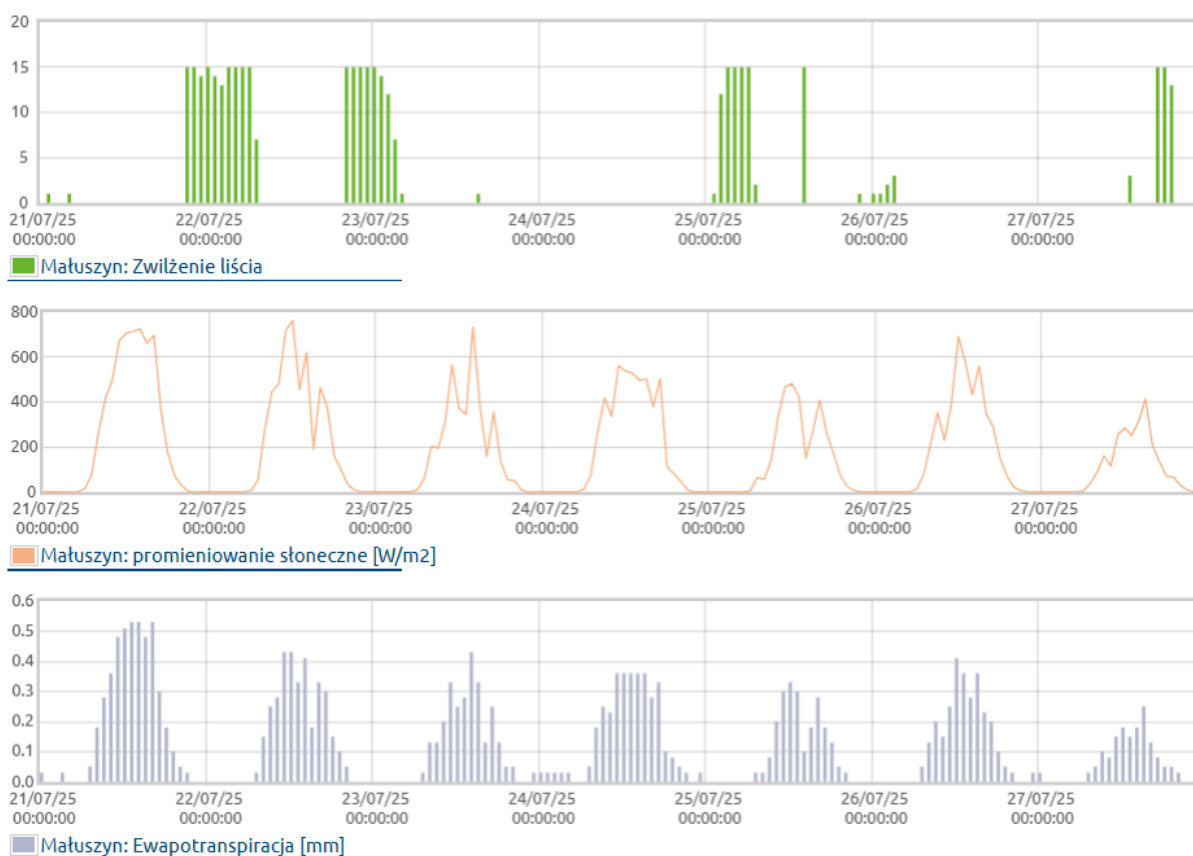 20
15
10
5
0
21/07/25 22/07/25 23/07/25 24/07/25 25/07/25 26/07/25 27/07/25
00:00:00 00:00:00 00:00:00 00:00:00 00:00:00 00:00:00 00:00:00
Małuszyn: Zwilżenie liścia
800
600
400
200
0
21/07/25 22/07/25 23/07/25 24/07/25 25/07/25 26/07/25 27/07/25
00:00:00 00:00:00 00:00:00 00:00:00 00:00:00 00:00:00 00:00:00
Małuszyn: promieniowanie słoneczne [W/m2]
0.6
0.5
0.4
0.3
0.2
0.1
0.0
21/07/25 22/07/25 23/07/25 24/07/25 25/07/25 26/07/25 27/07/25
00:00:00 00:00:00 00:00:00 00:00:00 00:00:00 00:00:00 00:00:00
Małuszyn: Ewapotranspiracja [mm]